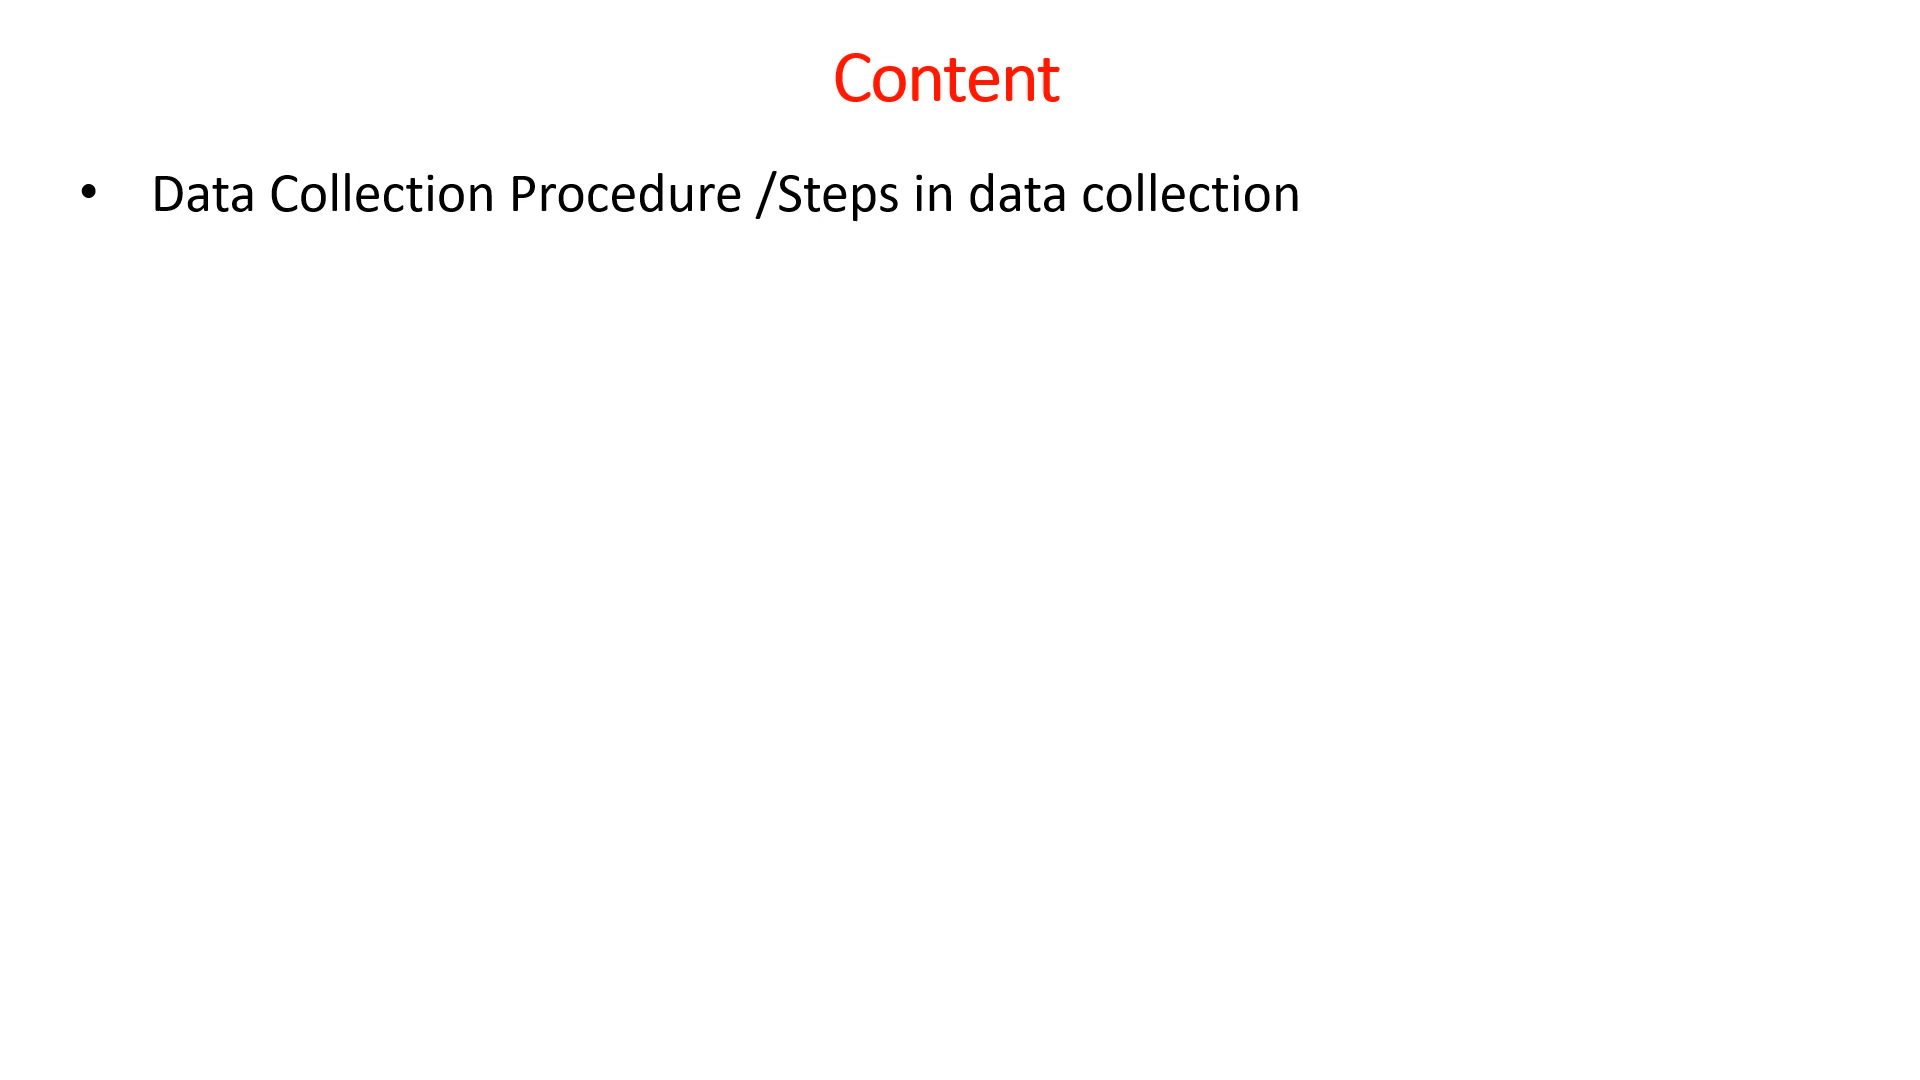 Content
• Data Collection Procedure /Steps in data collection